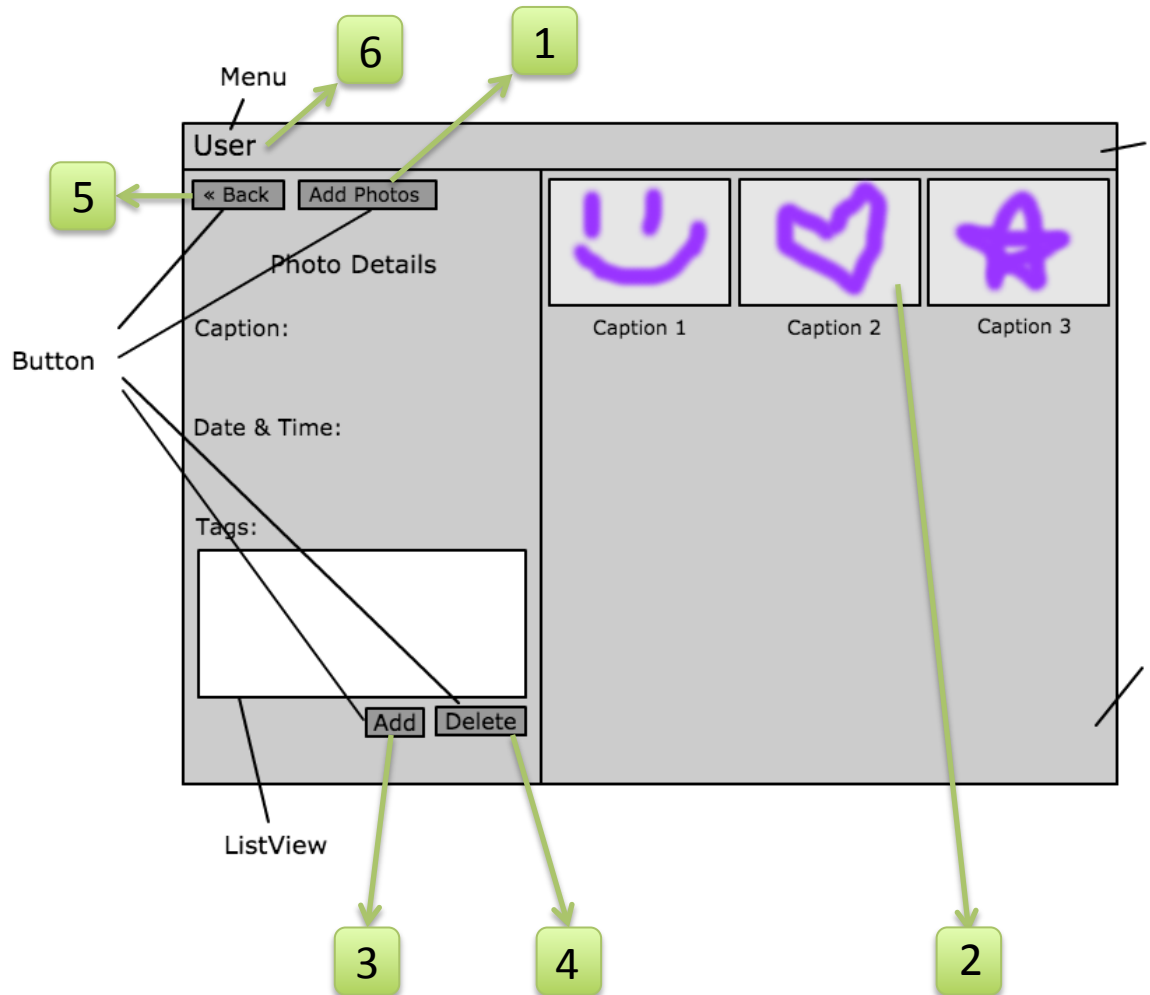 6
1
Menu
User
5
« Back
Add Photos
Photo Details
Caption 1
Caption 2
Caption 3
Caption:
Button
Date & Time:
Tags:
Add
Delete
ListView
3
4
2